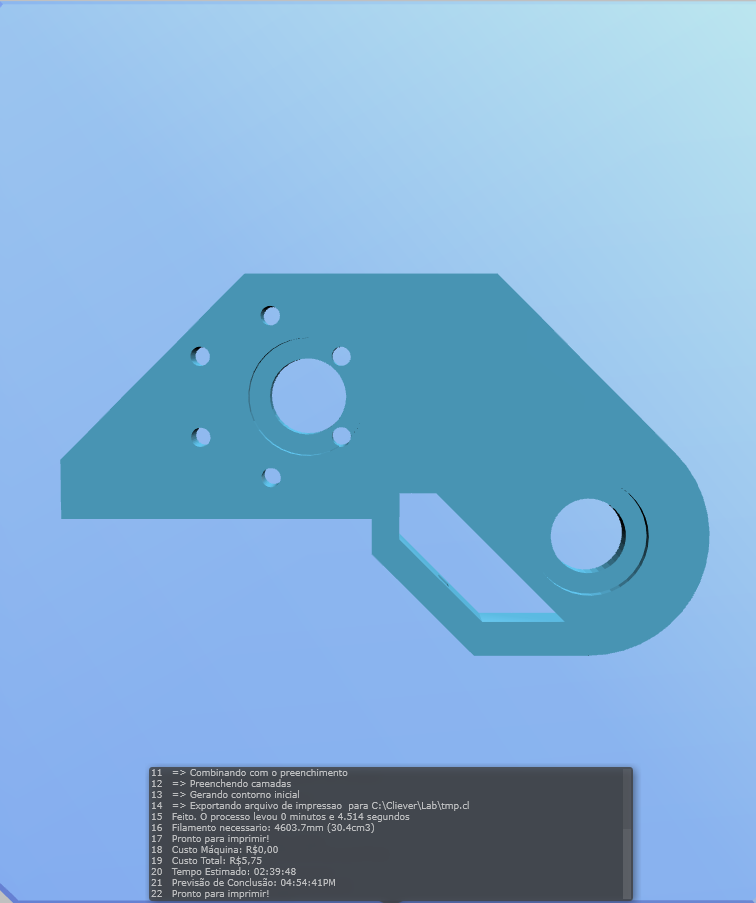 11 => Combinando com o preenchimento
12 => Preenchendo camadas
13 => Gerando contorno inicial
14 => Exportando arquivo de impressao  para C:\Cliever\Lab\tmp.cl
15 Feito. O processo levou 0 minutos e 4.514 segundos
16 Filamento necessario: 4603.7mm (30.4cm3)
17 Pronto para imprimir!
18 Custo Máquina: R$0,00
19 Custo Total: R$5,75
20 Tempo Estimado: 02:39:48
21 Previsão de Conclusão: 04:54:41PM
22 Pronto para imprimir!